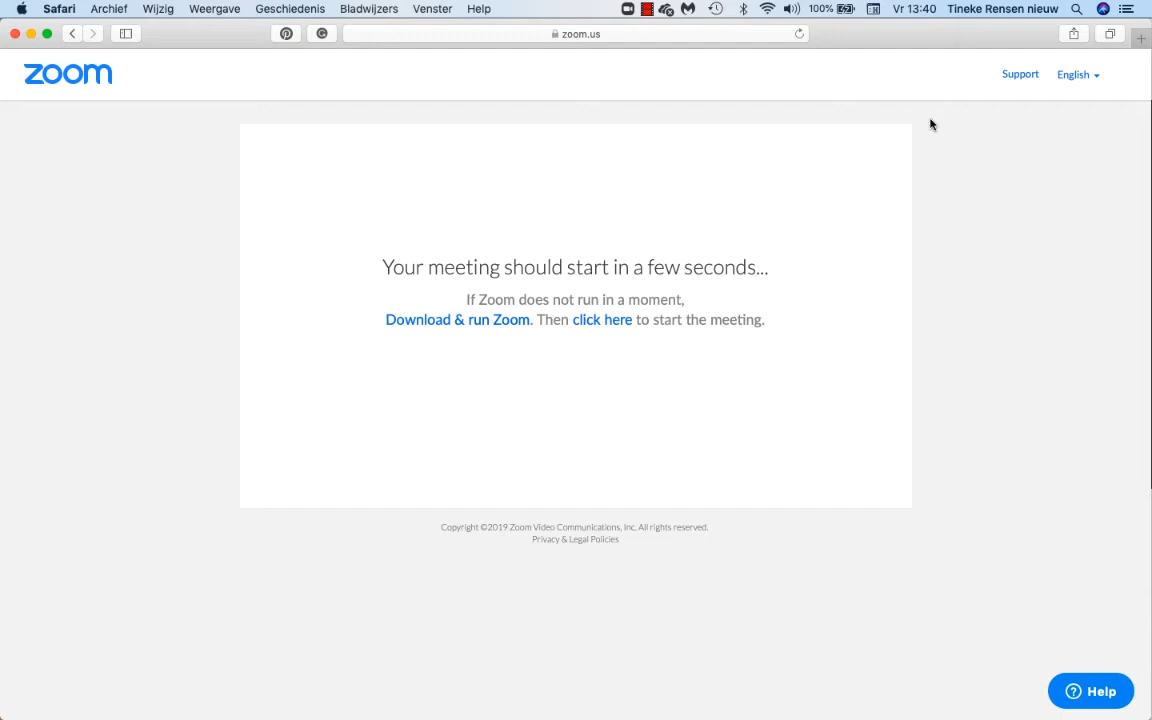 Safari Archief Wijzig Weergave Geschiedenis Bladwijzers Venster Help 100% Vr 13:40 Tineke Rensen nieuw
zoom.us
zoom Support English
Your meeting should start in a few seconds...
If Zoom does not run in a moment,
Download & run Zoom. Then click here to start the meeting.
Copyright ©2019 Zoom Video Communications, Inc. All rights reserved.
Privacy & Legal Policies
Help